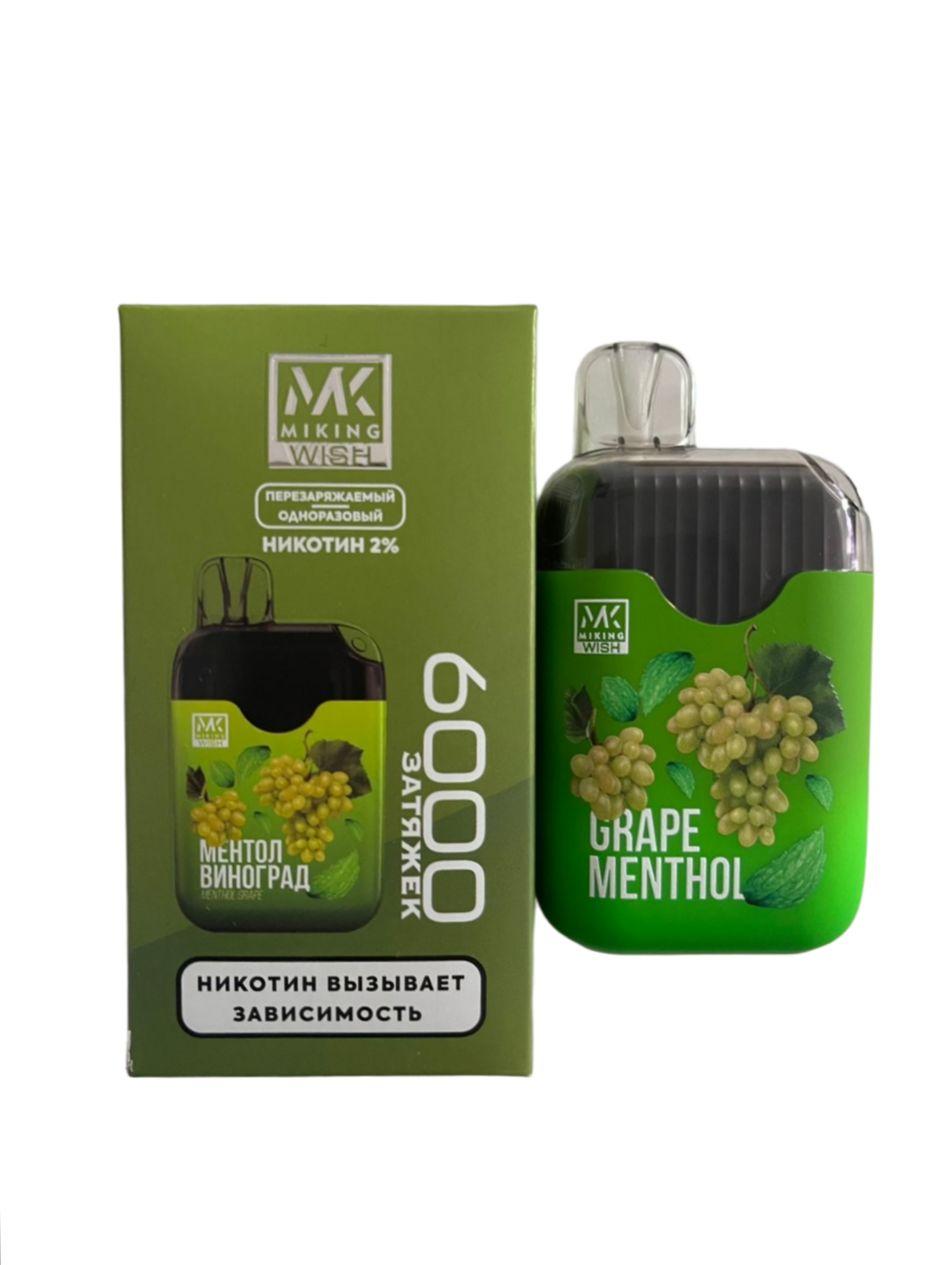 MK
MIKING
WISH
ПЕРЕЗАРЯЖАЕМЫЙ
ОДНОРАЗОВЫЙ
НИКОТИН 2%
6000
ЗАТЯЖЕК
MK
MIKING
WISH
МЕНТОЛ
ВИНОГРАД
MENTHOL GRAPE
НИКОТИН ВЫЗЫВАЕТ
ЗАВИСИМОСТЬ
MK
MIKING
WISH
GRAPE
MENTHOL